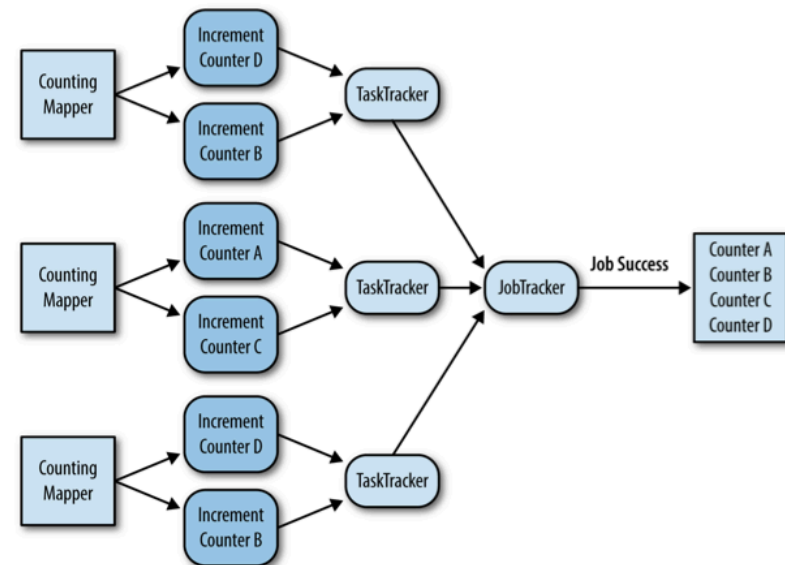 Counting
Mapper
Increment
Counter D
Increment
Counter B
TaskTracker
Counting
Mapper
Increment
Counter A
Increment
Counter C
TaskTracker
JobTracker
Job Success
Counter A
Counter B
Counter C
Counter D
Counting
Mapper
Increment
Counter D
Increment
Counter B
TaskTracker